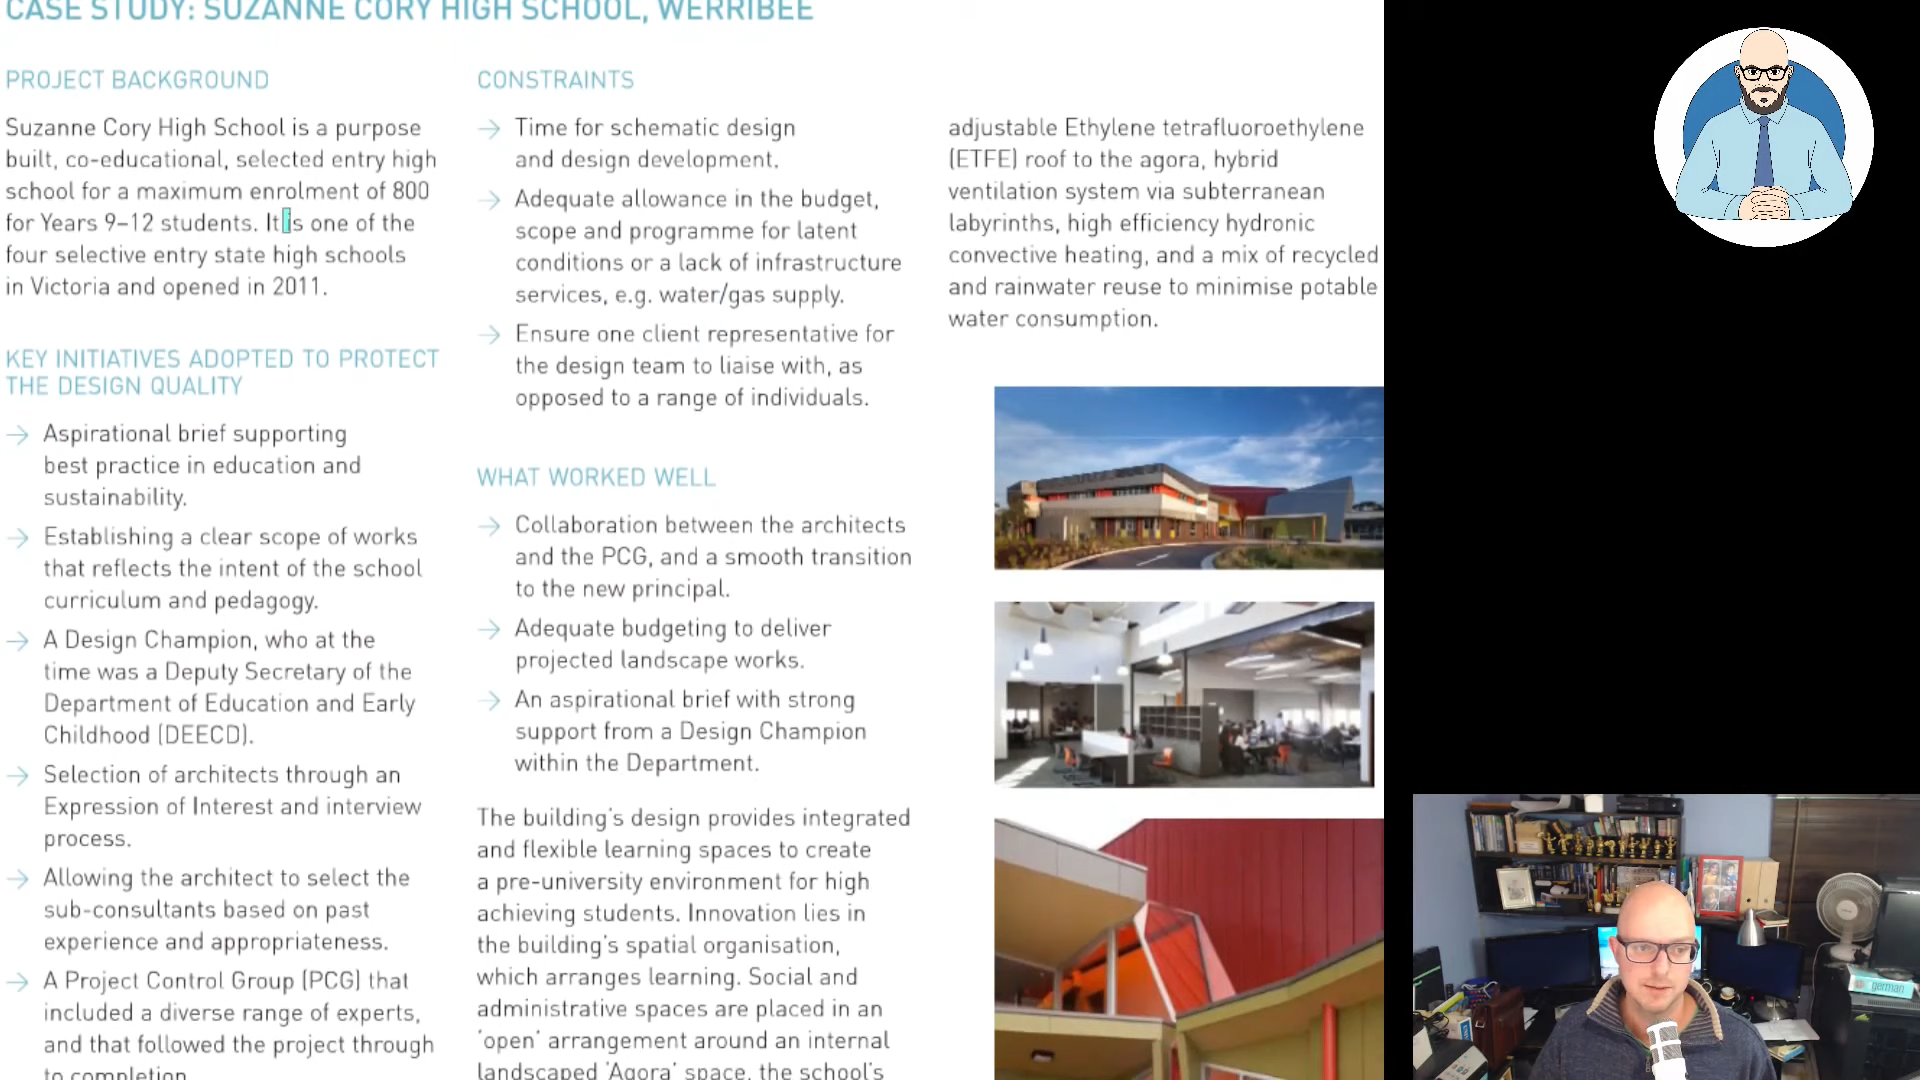 CASE STUDY: SUZANNE CORY HIGH SCHOOL, WERRIBEE
PROJECT BACKGROUND
Suzanne Cory High School is a purpose
built, co-educational, selected entry high
school for a maximum enrolment of 800
for Years 9–12 students. It is one of the
four selective entry state high schools
in Victoria and opened in 2011.
KEY INITIATIVES ADOPTED TO PROTECT
THE DESIGN QUALITY
→ Aspirational brief supporting
best practice in education and
sustainability.
→ Establishing a clear scope of works
that reflects the intent of the school
curriculum and pedagogy.
→ A Design Champion, who at the
time was a Deputy Secretary of the
Department of Education and Early
Childhood (DEECD).
→ Selection of architects through an
Expression of Interest and interview
process.
→ Allowing the architect to select the
sub-consultants based on past
experience and appropriateness.
→ A Project Control Group (PCG) that
included a diverse range of experts,
and that followed the project through
to completion
CONSTRAINTS
→ Time for schematic design
and design development.
→ Adequate allowance in the budget,
scope and programme for latent
conditions or a lack of infrastructure
services, e.g. water/gas supply.
→ Ensure one client representative for
the design team to liaise with, as
opposed to a range of individuals.
WHAT WORKED WELL
→ Collaboration between the architects
and the PCG, and a smooth transition
to the new principal.
→ Adequate budgeting to deliver
projected landscape works.
→ An aspirational brief with strong
support from a Design Champion
within the Department.
The building's design provides integrated
and flexible learning spaces to create
a pre-university environment for high
achieving students. Innovation lies in
the building's spatial organisation,
which arranges learning. Social and
administrative spaces are placed in an
'open' arrangement around an internal
landscaped 'Agora' space, the school's
adjustable Ethylene tetrafluoroethylene
(ETFE) roof to the agora, hybrid
ventilation system via subterranean
labyrinths, high efficiency hydronic
convective heating, and a mix of recycled
and rainwater reuse to minimise potable
water consumption.
german